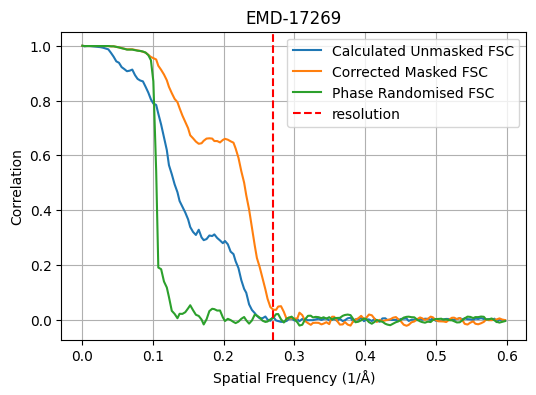 EMD-17269
1.0
0.8
0.6
0.4
0.2
0.0
Correlation
Calculated Unmasked FSC
Corrected Masked FSC
Phase Randomised FSC
resolution
0.0 0.1 0.2 0.3 0.4 0.5 0.6
Spatial Frequency (1/Å)